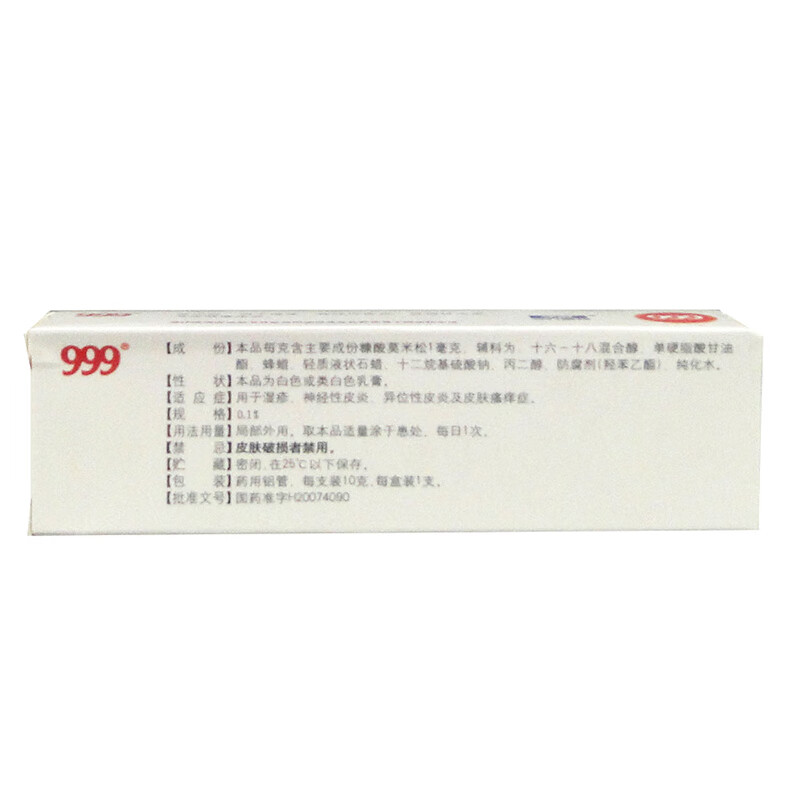 999
999®
【成 份】本品每克含主要成份糠酸莫米松1毫克，辅料为：十六-十八混合醇、单硬脂酸甘油
酯、蜂蜡、轻质液状石蜡、十二烷基硫酸钠、丙二醇、防腐剂(羟苯乙酯)、纯化水。
【性 状】本品为白色或类白色乳膏。
【适 应 症】用于湿疹、神经性皮炎、异位性皮炎及皮肤瘙痒症。
【规 格】0.1%
【用法用量】局部外用，取本品适量涂于患处，每日1次。
【禁 忌】皮肤破损者禁用。
【贮 藏】密闭，在25℃以下保存。
【包 装】药用铝管，每支装10克，每盒装1支。
【批准文号】国药准字H20074090